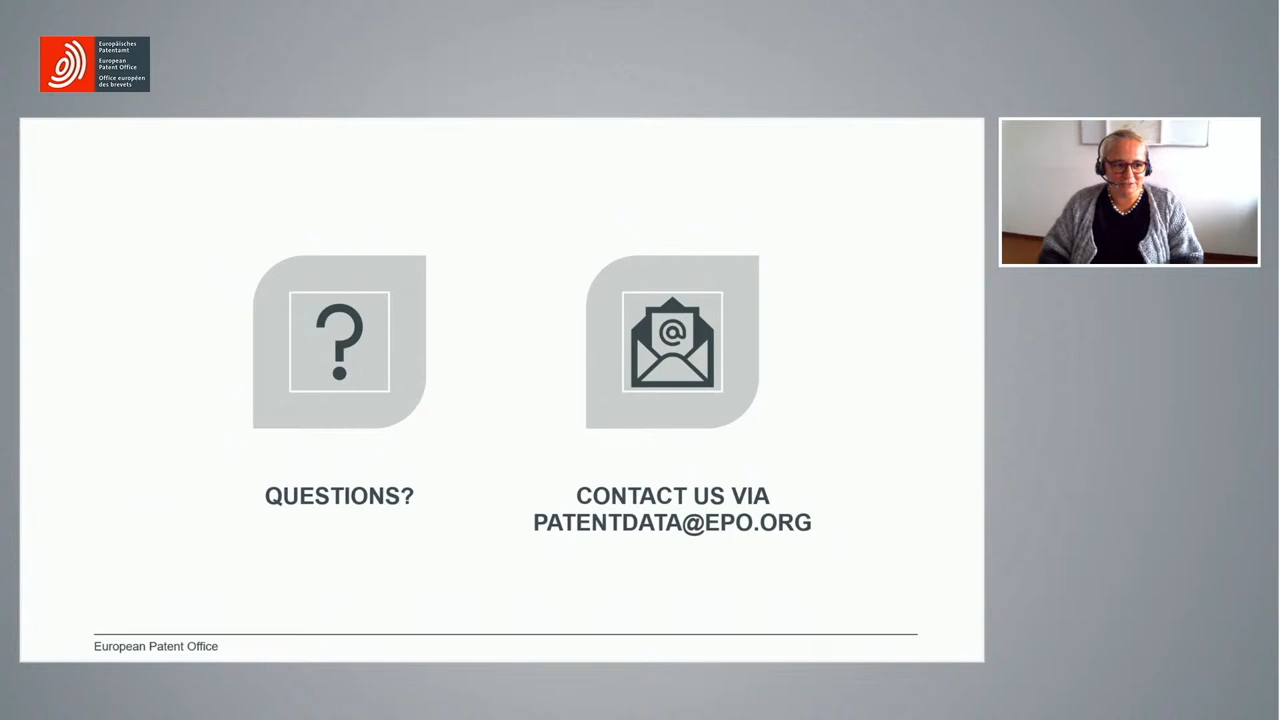 Europäisches
Patentamt
European
Patent Office
Office européen
des brevets
@
QUESTIONS?
CONTACT US VIA
PATENTDATA@EPO.ORG
European Patent Office